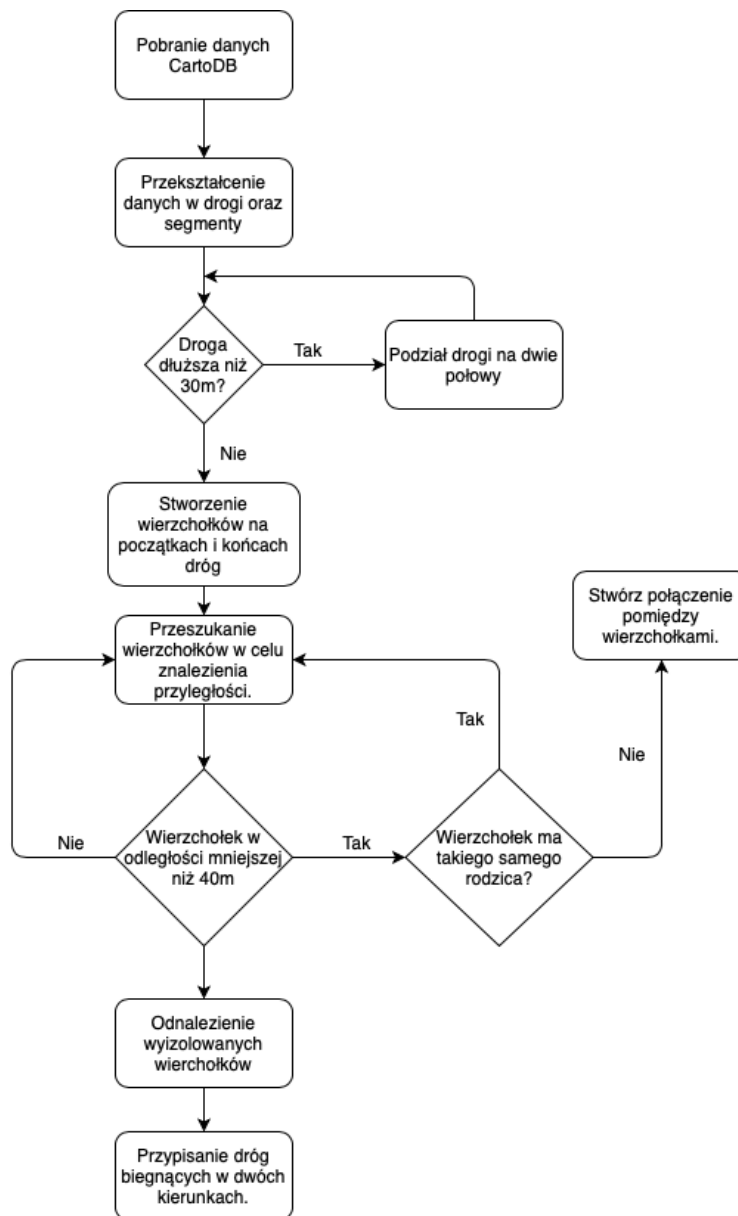 Pobranie danych
CartoDB
Przekształcenie
danych w drogi oraz
segmenty
Droga
dłuższa niż
30m?
Tak
Podział drogi na dwie
połowy
Nie
Stworzenie
wierzchołków na
początkach i końcach
dróg
Przeszukanie
wierzchołków w celu
znalezienia
przyległości.
Wierzchołek w
odległości mniejszej
niż 40m
Nie
Tak
Wierzchołek ma
takiego samego
rodzica?
Tak
Nie
Stwórz połączenie
pomiędzy
wierzchołkami.
Odnalezienie
wyizolowanych
wierchołków
Przypisanie dróg
biegnących w dwóch
kierunkach.